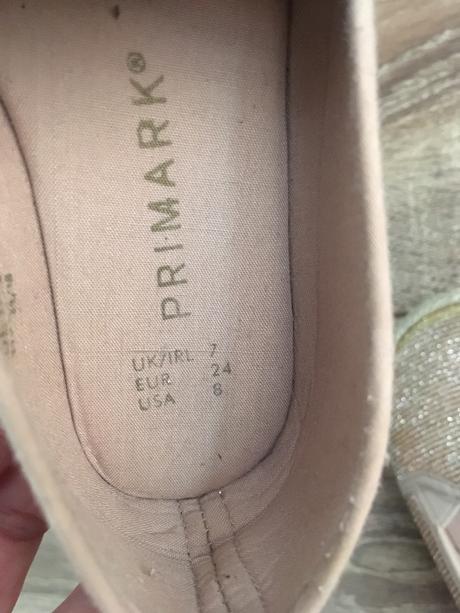 PRIMARK®
UK/IRL 7
EUR 24
USA 8